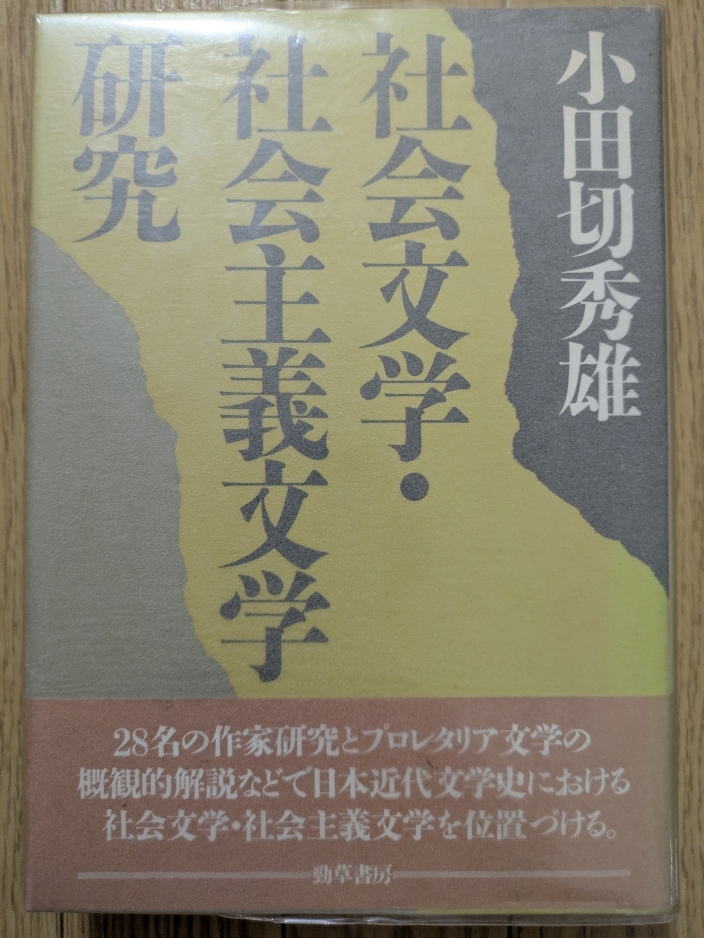 小田切秀雄
社会文学・
社会主義文学
研究
28名の作家研究とプロレタリア文学の
概観的解説などで日本近代文学史における
社会文学・社会主義文学を位置づける。
勁草書房